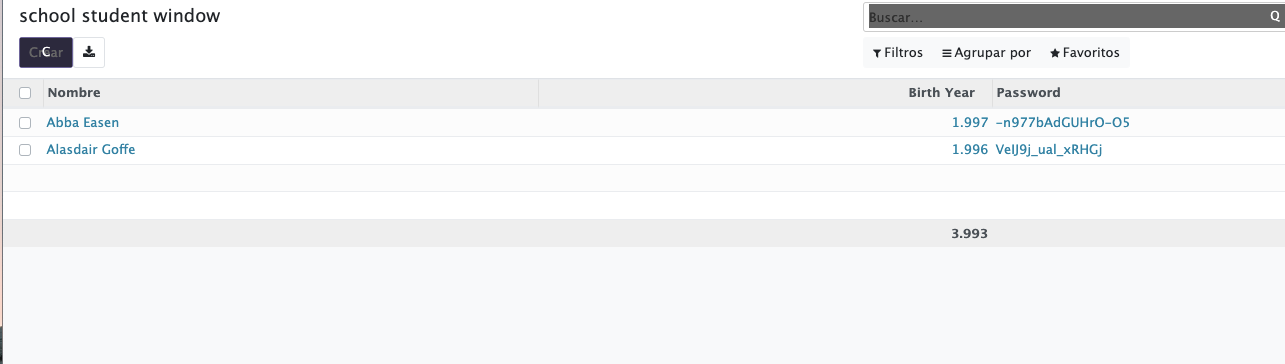 school student window
Buscar...
Crear
Filtros Agrupar por Favoritos
Nombre Birth Year Password
Abba Easen 1.997 -n977bAdGUHrO-O5
Alasdair Goffe 1.996 VeIJ9j_ual_xRHGj
3.993